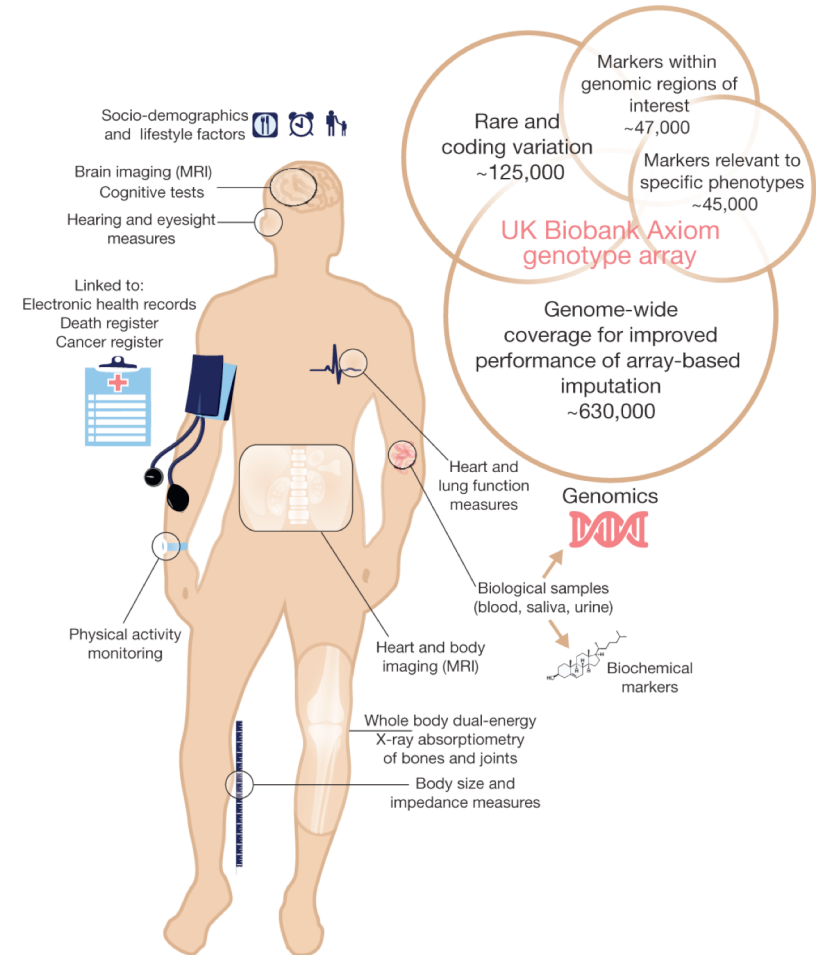 Socio-demographics
and lifestyle factors
Brain imaging (MRI)
Cognitive tests
Hearing and eyesight
measures
Linked to:
Electronic health records
Death register
Cancer register
Physical activity
monitoring
Markers within
genomic regions of
interest
~47,000
Rare and
coding variation
~125,000
Markers relevant to
specific phenotypes
~45,000
UK Biobank Axiom
genotype array
Genome-wide
coverage for improved
performance of array-based
imputation
~630,000
Heart and
lung function
measures
Genomics
Biological samples
(blood, saliva, urine)
Biochemical
markers
HO
H
H
H
H
Heart and body
imaging (MRI)
Whole body dual-energy
X-ray absorptiometry
of bones and joints
Body size and
impedance measures